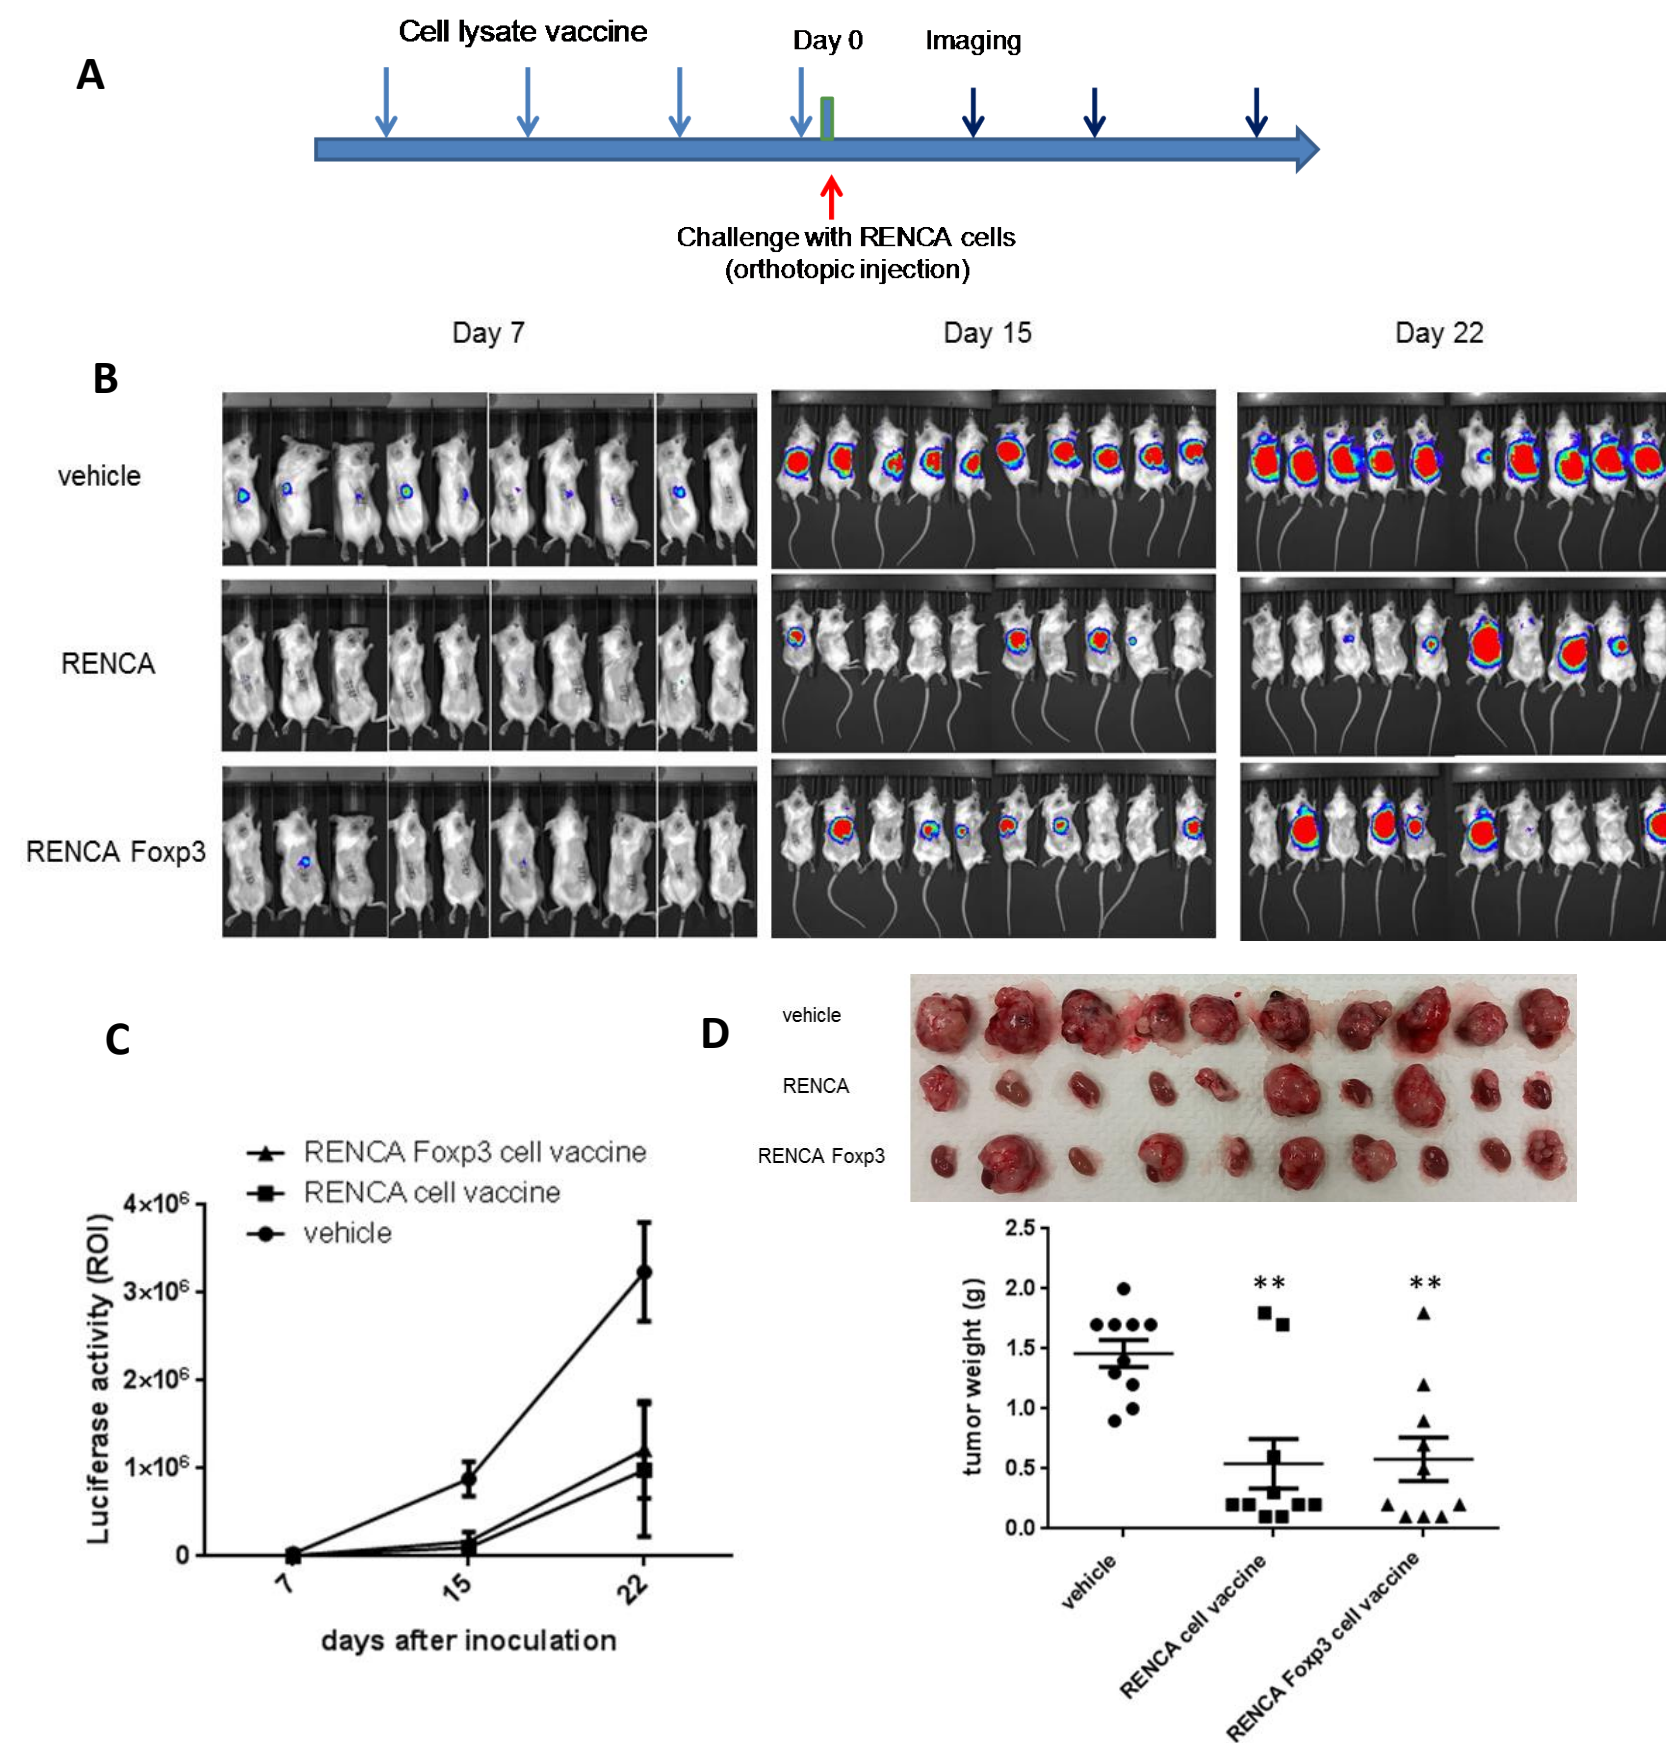 A
Cell lysate vaccine
Day 0
Imaging
Challenge with RENCA cells
(orthotopic injection)
B
Day 7
Day 15
Day 22
vehicle
RENCA
RENCA Foxp3
C
RENCA Foxp3 cell vaccine
RENCA cell vaccine
vehicle
Luciferase activity (ROI)
4×10⁶
3×10⁶
2×10⁶
1×10⁶
0
7
15
22
days after inoculation
D
vehicle
RENCA
RENCA Foxp3
tumor weight (g)
2.5
2.0
1.5
1.0
0.5
0.0
**
**
vehicle
RENCA cell vaccine
RENCA Foxp3 cell vaccine